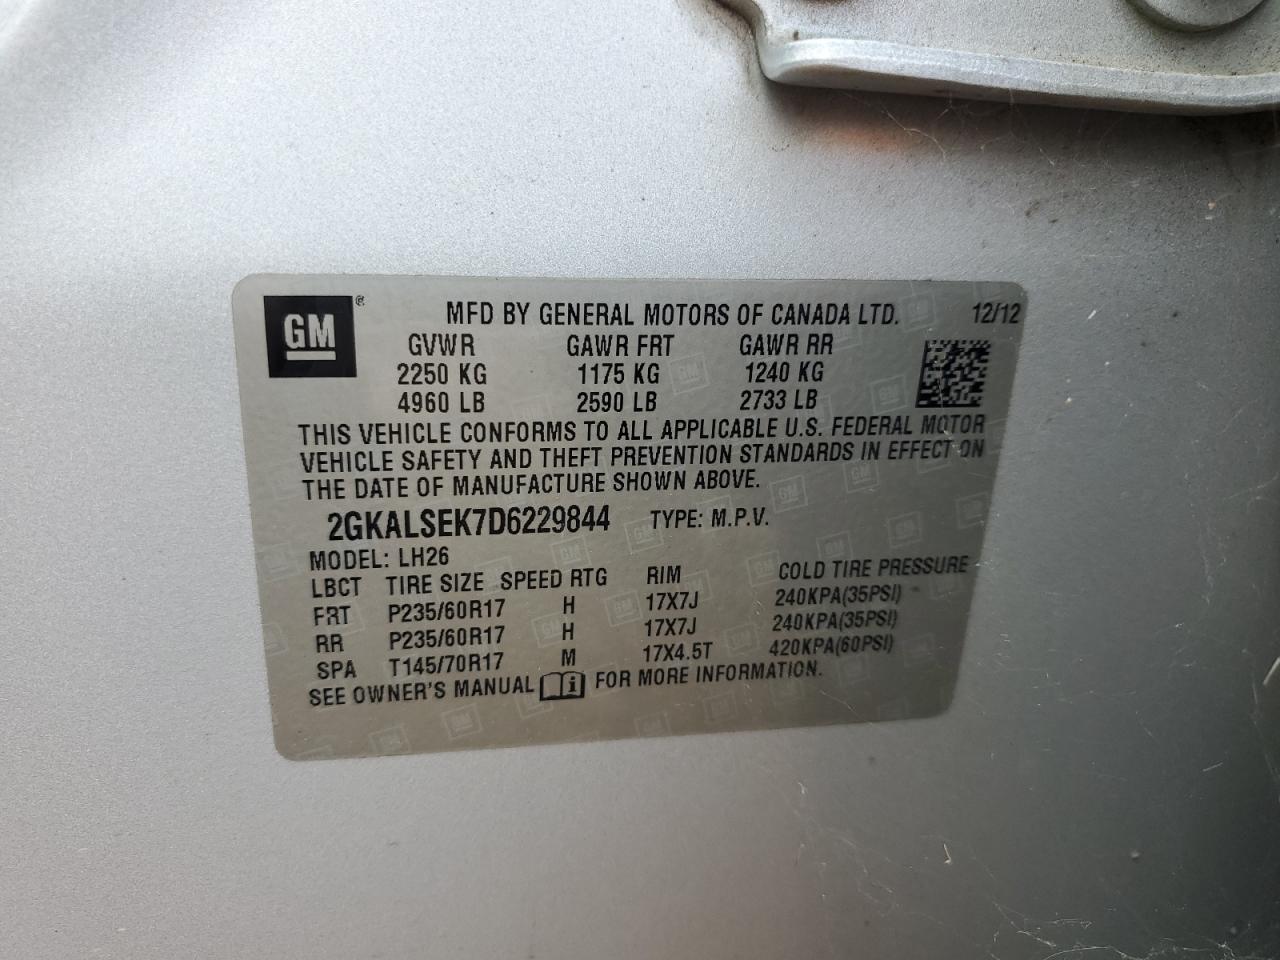 GM ®
MFD BY GENERAL MOTORS OF CANADA LTD. 12/12
GVWR GAWR FRT GAWR RR
2250 KG 1175 KG 1240 KG
4960 LB 2590 LB 2733 LB
THIS VEHICLE CONFORMS TO ALL APPLICABLE U.S. FEDERAL MOTOR
VEHICLE SAFETY AND THEFT PREVENTION STANDARDS IN EFFECT ON
THE DATE OF MANUFACTURE SHOWN ABOVE.
2GKALSEK7D6229844 TYPE: M.P.V.
MODEL: LH26
LBCT TIRE SIZE SPEED RTG RIM COLD TIRE PRESSURE
FRT P235/60R17 H 17X7J 240KPA(35PSI)
RR P235/60R17 H 17X7J 240KPA(35PSI)
SPA T145/70R17 M 17X4.5T 420KPA(60PSI)
SEE OWNER'S MANUAL i FOR MORE INFORMATION.